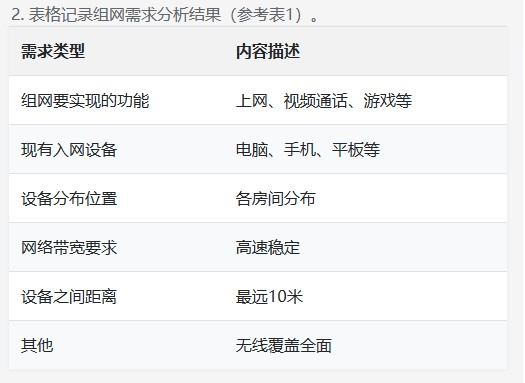 2. 表格记录组网需求分析结果（参考表1）。
需求类型 内容描述
组网要实现的功能 上网、视频通话、游戏等
现有入网设备 电脑、手机、平板等
设备分布位置 各房间分布
网络带宽要求 高速稳定
设备之间距离 最远10米
其他 无线覆盖全面